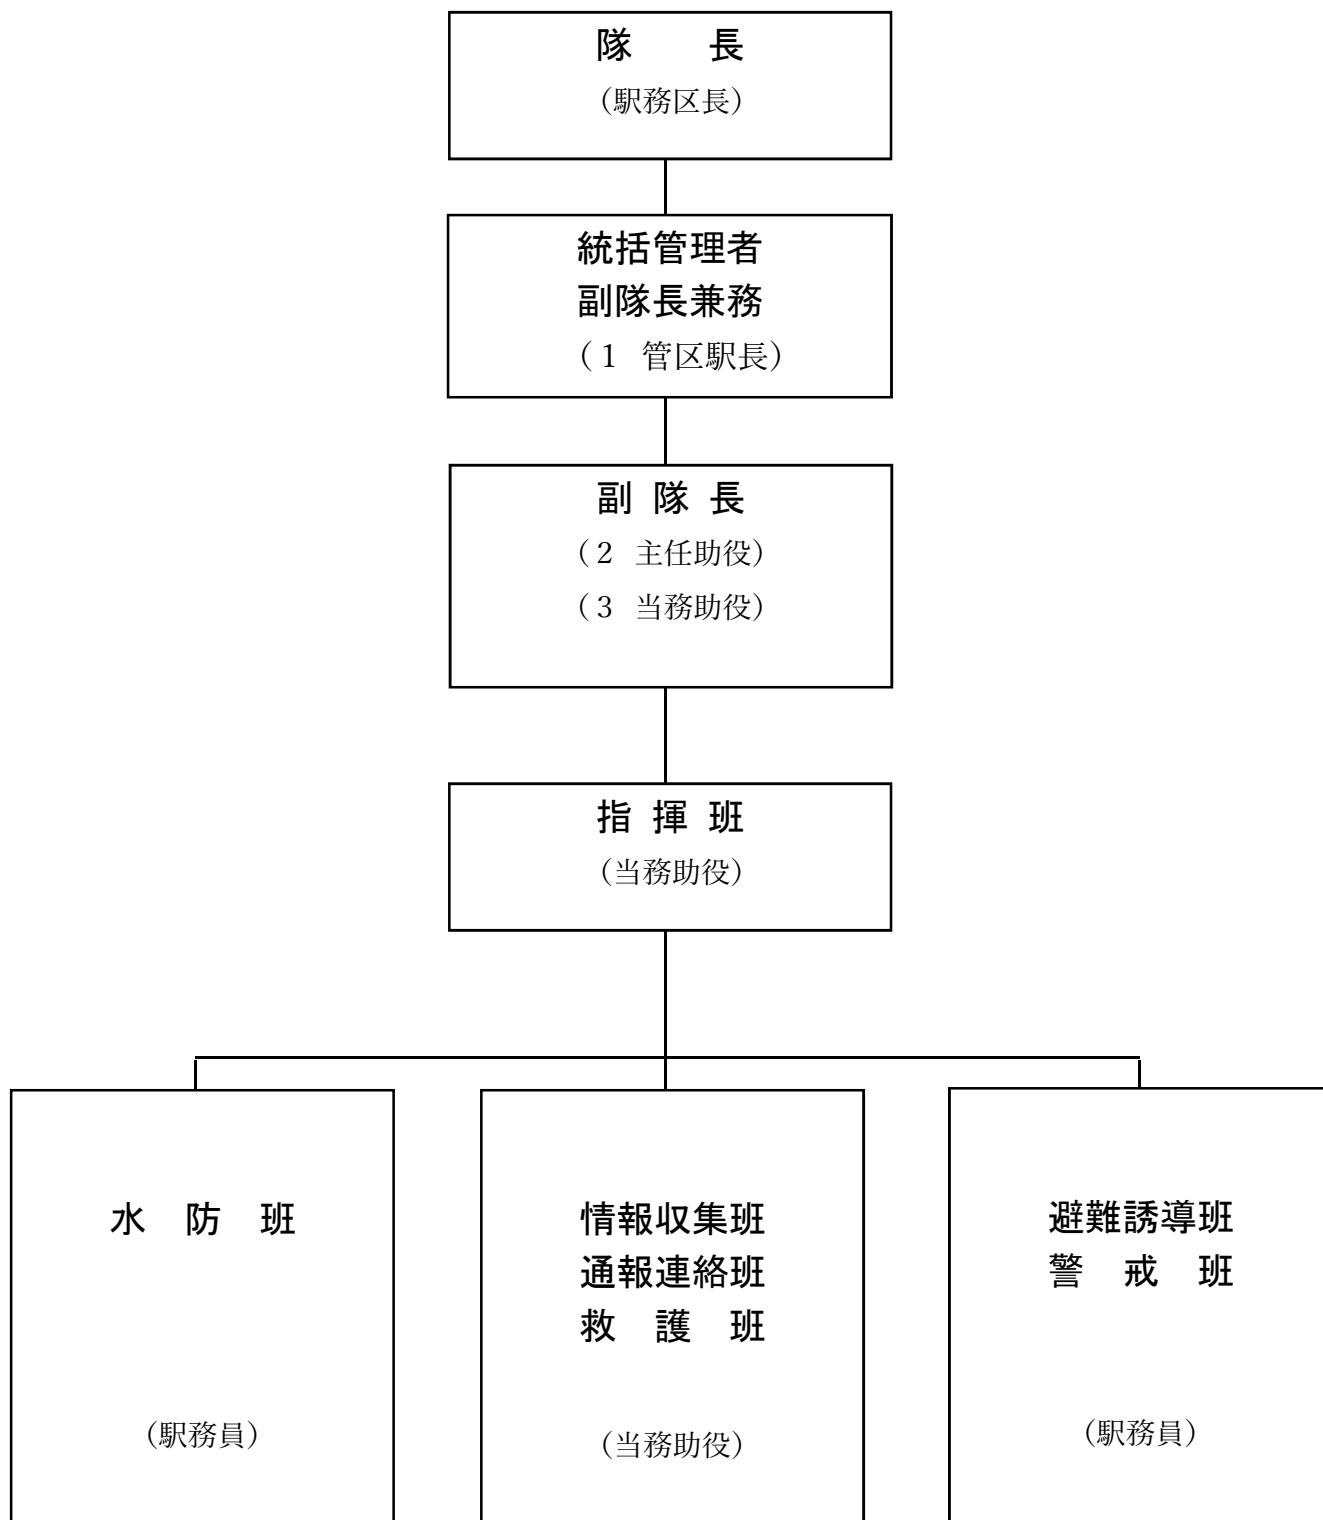 隊　　長
（駅務区長）
統括管理者
副隊長兼務
（１ 管区駅長）
副 隊 長
（２ 主任助役）
（３ 当務助役）
指 揮 班
（当務助役）
水　防　班
（駅務員）
情報収集班
通報連絡班
救　護　班
（当務助役）
避難誘導班
警　戒　班
（駅務員）